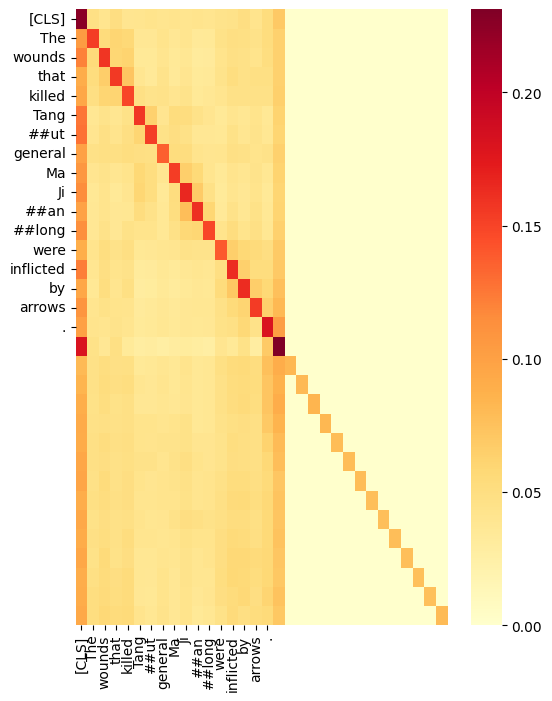 [CLS]
The
wounds
that
killed
Tang
##ut
general
Ma
Ji
##an
##long
were
inflicted
by
arrows
.
0.20
0.15
0.10
0.05
0.00
[CLS]
The
wounds
that
killed
Tang
##ut
general
Ma
Ji
##an
##long
were
inflicted
by
arrows
.